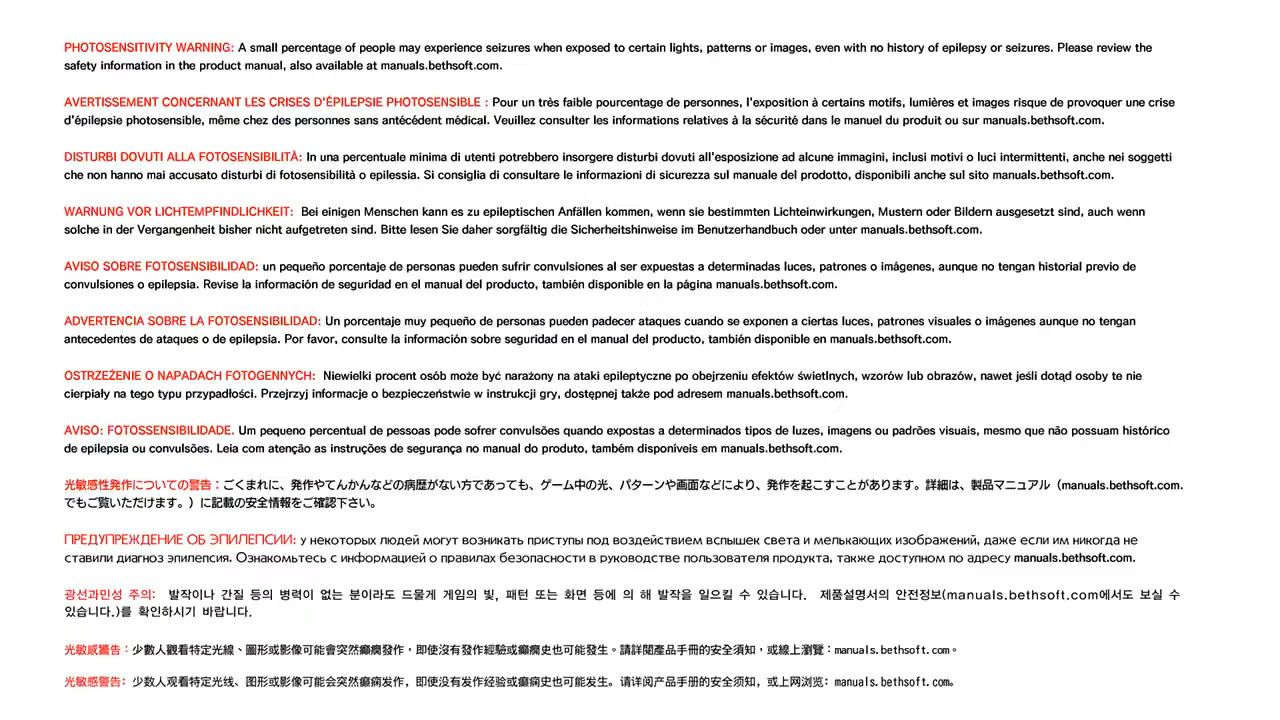 PHOTOSENSITIVITY WARNING: A small percentage of people may experience seizures when exposed to certain lights, patterns or images, even with no history of epilepsy or seizures. Please review the
safety information in the product manual, also available at manuals.bethsoft.com.
AVERTISSEMENT CONCERNANT LES CRISES D'ÉPILEPSIE PHOTOSENSIBLE : Pour un très faible pourcentage de personnes, l'exposition à certains motifs, lumières et images risque de provoquer une crise
d'épilepsie photosensible, même chez des personnes sans antécédent médical. Veuillez consulter les informations relatives à la sécurité dans le manuel du produit ou sur manuals.bethsoft.com.
DISTURBI DOVUTI ALLA FOTOSENSIBILITÀ: In una percentuale minima di utenti potrebbero insorgere disturbi dovuti all'esposizione ad alcune immagini, inclusi motivi o luci intermittenti, anche nei soggetti
che non hanno mai accusato disturbi di fotosensibilità o epilessia. Si consiglia di consultare le informazioni di sicurezza sul manuale del prodotto, disponibili anche sul sito manuals.bethsoft.com.
WARNUNG VOR LICHTEMPFINDLICHKEIT: Bei einigen Menschen kann es zu epileptischen Anfällen kommen, wenn sie bestimmten Lichteinwirkungen, Mustern oder Bildern ausgesetzt sind, auch wenn
solche in der Vergangenheit bisher nicht aufgetreten sind. Bitte lesen Sie daher sorgfältig die Sicherheitshinweise im Benutzerhandbuch oder unter manuals.bethsoft.com.
AVISO SOBRE FOTOSENSIBILIDAD: un pequeño porcentaje de personas pueden sufrir convulsiones al ser expuestas a determinadas luces, patrones o imágenes, aunque no tengan historial previo de
convulsiones o epilepsia. Revise la información de seguridad en el manual del producto, también disponible en la página manuals.bethsoft.com.
ADVERTENCIA SOBRE LA FOTOSENSIBILIDAD: Un porcentaje muy pequeño de personas pueden padecer ataques cuando se exponen a ciertas luces, patrones visuales o imágenes aunque no tengan
antecedentes de ataques o de epilepsia. Por favor, consulte la información sobre seguridad en el manual del producto, también disponible en manuals.bethsoft.com.
OSTRZEŻENIE O NAPADACH FOTOGENNYCH: Niewielki procent osób może być narażony na ataki epileptyczne po obejrzeniu efektów świetlnych, wzorów lub obrazów, nawet jeśli dotąd osoby te nie
cierpiały na tego typu przypadłości. Przejrzyj informacje o bezpieczeństwie w instrukcji gry, dostępnej także pod adresem manuals.bethsoft.com.
AVISO: FOTOSSENSIBILIDADE. Um pequeno percentual de pessoas pode sofrer convulsões quando expostas a determinados tipos de luzes, imagens ou padrões visuais, mesmo que não possuam histórico
de epilepsia ou convulsões. Leia com atenção as instruções de segurança no manual do produto, também disponíveis em manuals.bethsoft.com.
光敏感性発作についての警告：ごくまれに、発作やてんかんなどの病歴がない方であっても、ゲーム中の光、パターンや画面などにより、発作を起こすことがあります。詳細は、製品マニュアル（manuals.bethsoft.com.
でもご覧いただけます。）に記載の安全情報をご確認下さい。
ПРЕДУПРЕЖДЕНИЕ ОБ ЭПИЛЕПСИИ: у некоторых людей могут возникать приступы под воздействием вспышек света и мелькающих изображений, даже если им никогда не
ставили диагноз эпилепсия. Ознакомьтесь с информацией о правилах безопасности в руководстве пользователя продукта, также доступном по адресу manuals.bethsoft.com.
광선과민성 주의: 발작이나 간질 등의 병력이 없는 분이라도 드물게 게임의 빛, 패턴 또는 화면 등에 의 해 발작을 일으킬 수 있습니다. 제품설명서의 안전정보(manuals.bethsoft.com에서도 보실 수
있습니다.)를 확인하시기 바랍니다.
光敏感警告：少數人觀看特定光線、圖形或影像可能會突然癲癇發作，即使沒有發作經驗或癲癇史也可能發生。請詳閱產品手冊的安全須知，或線上瀏覽：manuals.bethsoft.com。
光敏感警告：少数人观看特定光线、图形或影像可能会突然癫痫发作，即使没有发作经验或癫痫史也可能发生。请详阅产品手册的安全须知，或上网浏览：manuals.bethsoft.com。